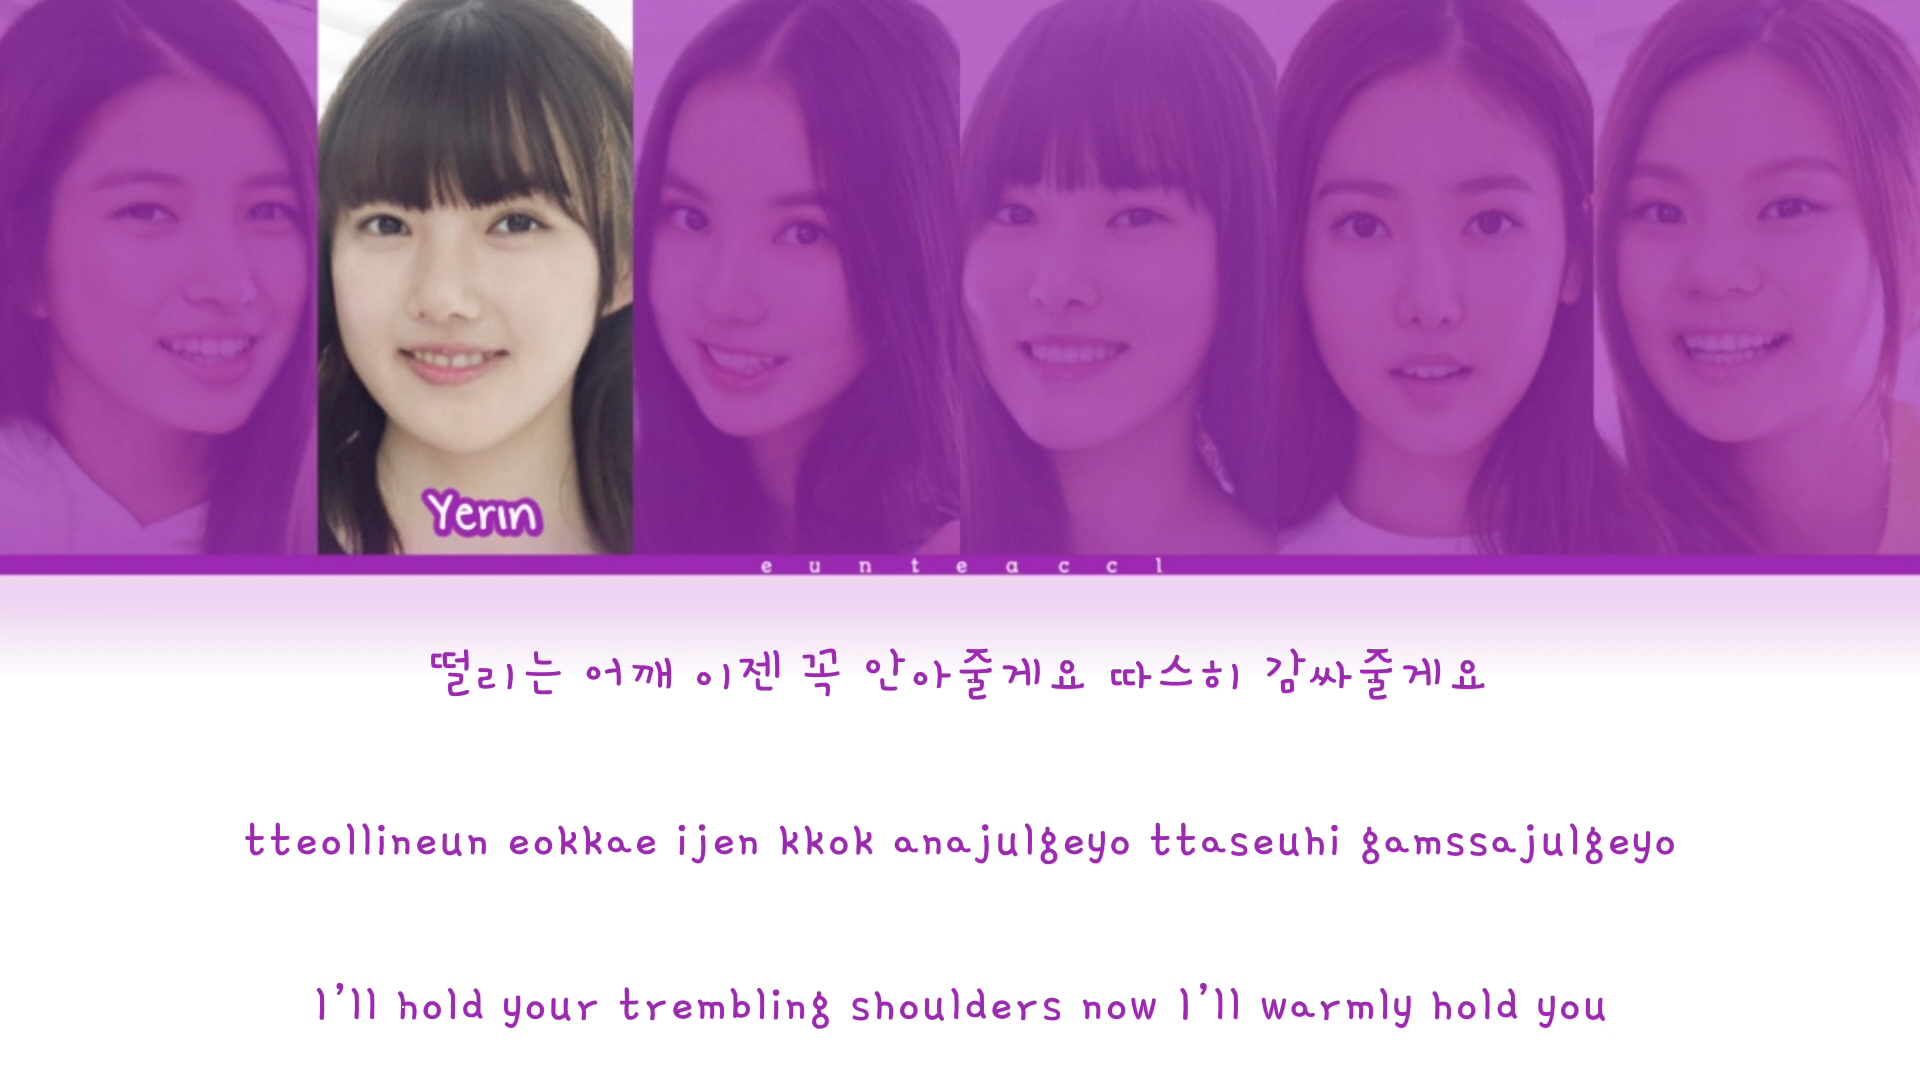 Yerin
eunteaccl
떨리는 어깨 이젠 꼭 안아줄게요 따스히 감싸줄게요
tteollineun eokkae ijen kkok anajulgeyo ttaseuhi gamssajulgeyo
I'll hold your trembling shoulders now I'll warmly hold you